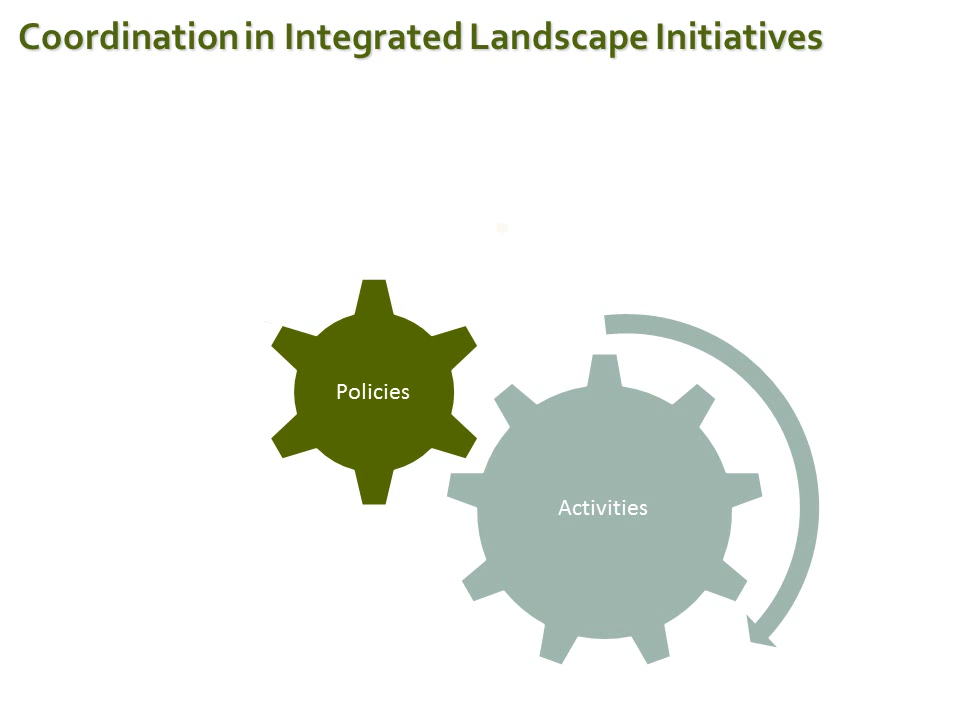 Coordination in Integrated Landscape Initiatives
Policies
Activities